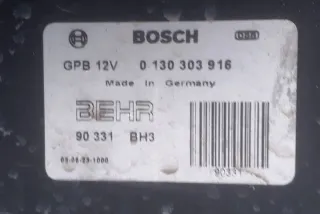 BOSCH
GPB 12V 0 130 303 916
Made in Germany
BEHR
90 331 BH3
90331